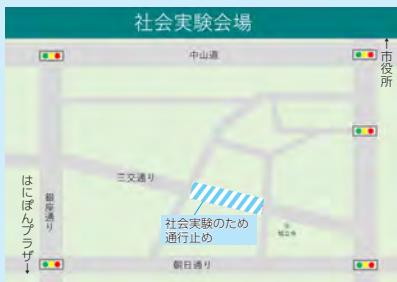 社会実験会場
中山道
↑市役所
三交通り
銀座通り
はにぽんプラザ↓
社会実験のため
通行止め
朝日通り